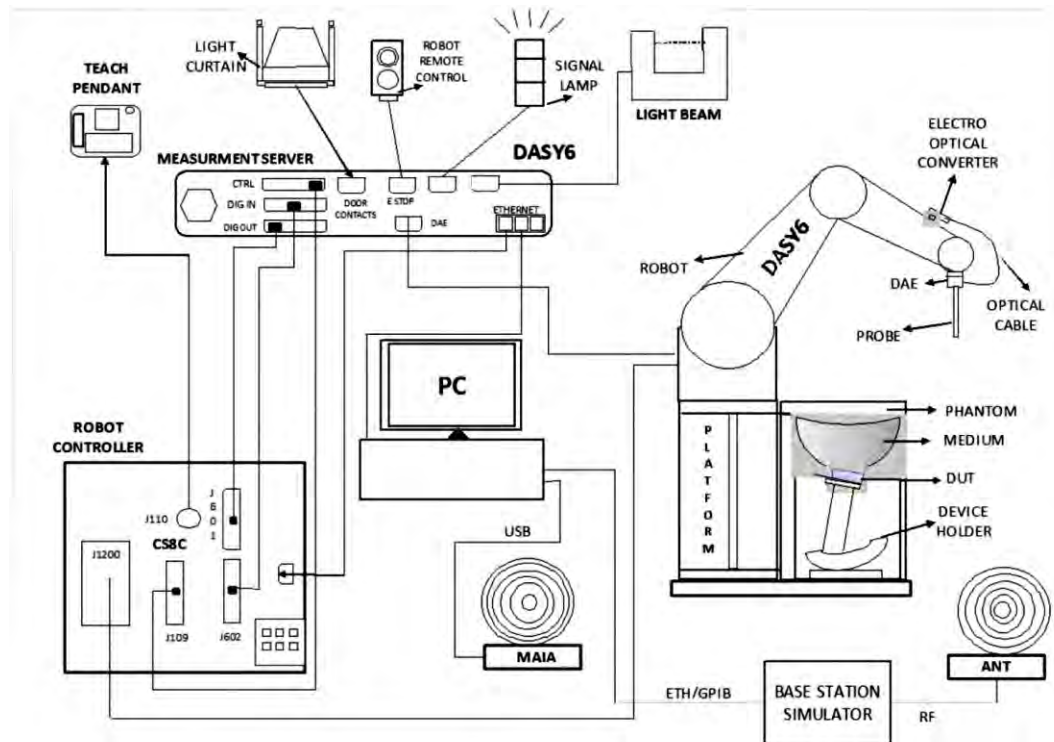 LIGHT
CURTAIN
ROBOT
REMOTE
CONTROL
SIGNAL
LAMP
LIGHT BEAM
TEACH
PENDANT
ELECTRO
OPTICAL
CONVERTER
MEASURMENT SERVER
DASY6
CTRL
DIG IN
DIG OUT
DOOR
CONTACTS
E STOP
DAE
ETHERNET
ROBOT
DASY6
DAE
OPTICAL
CABLE
PROBE
PC
PHANTOM
MEDIUM
DUT
DEVICE
HOLDER
PLATFORM
ROBOT
CONTROLLER
J110
J601
CS8C
J1200
J109
J602
USB
MAIA
ANT
ETH/GPIB
BASE STATION
SIMULATOR
RF